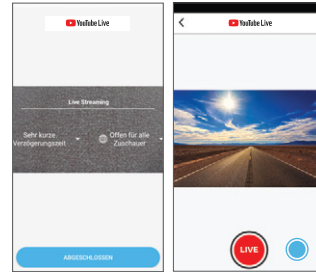 YouTube Live
Live Streaming
Sehr kurze
Verzögerungszeit
Offen für alle
Zuschauer
ABGESCHLOSSEN
YouTube Live
LIVE